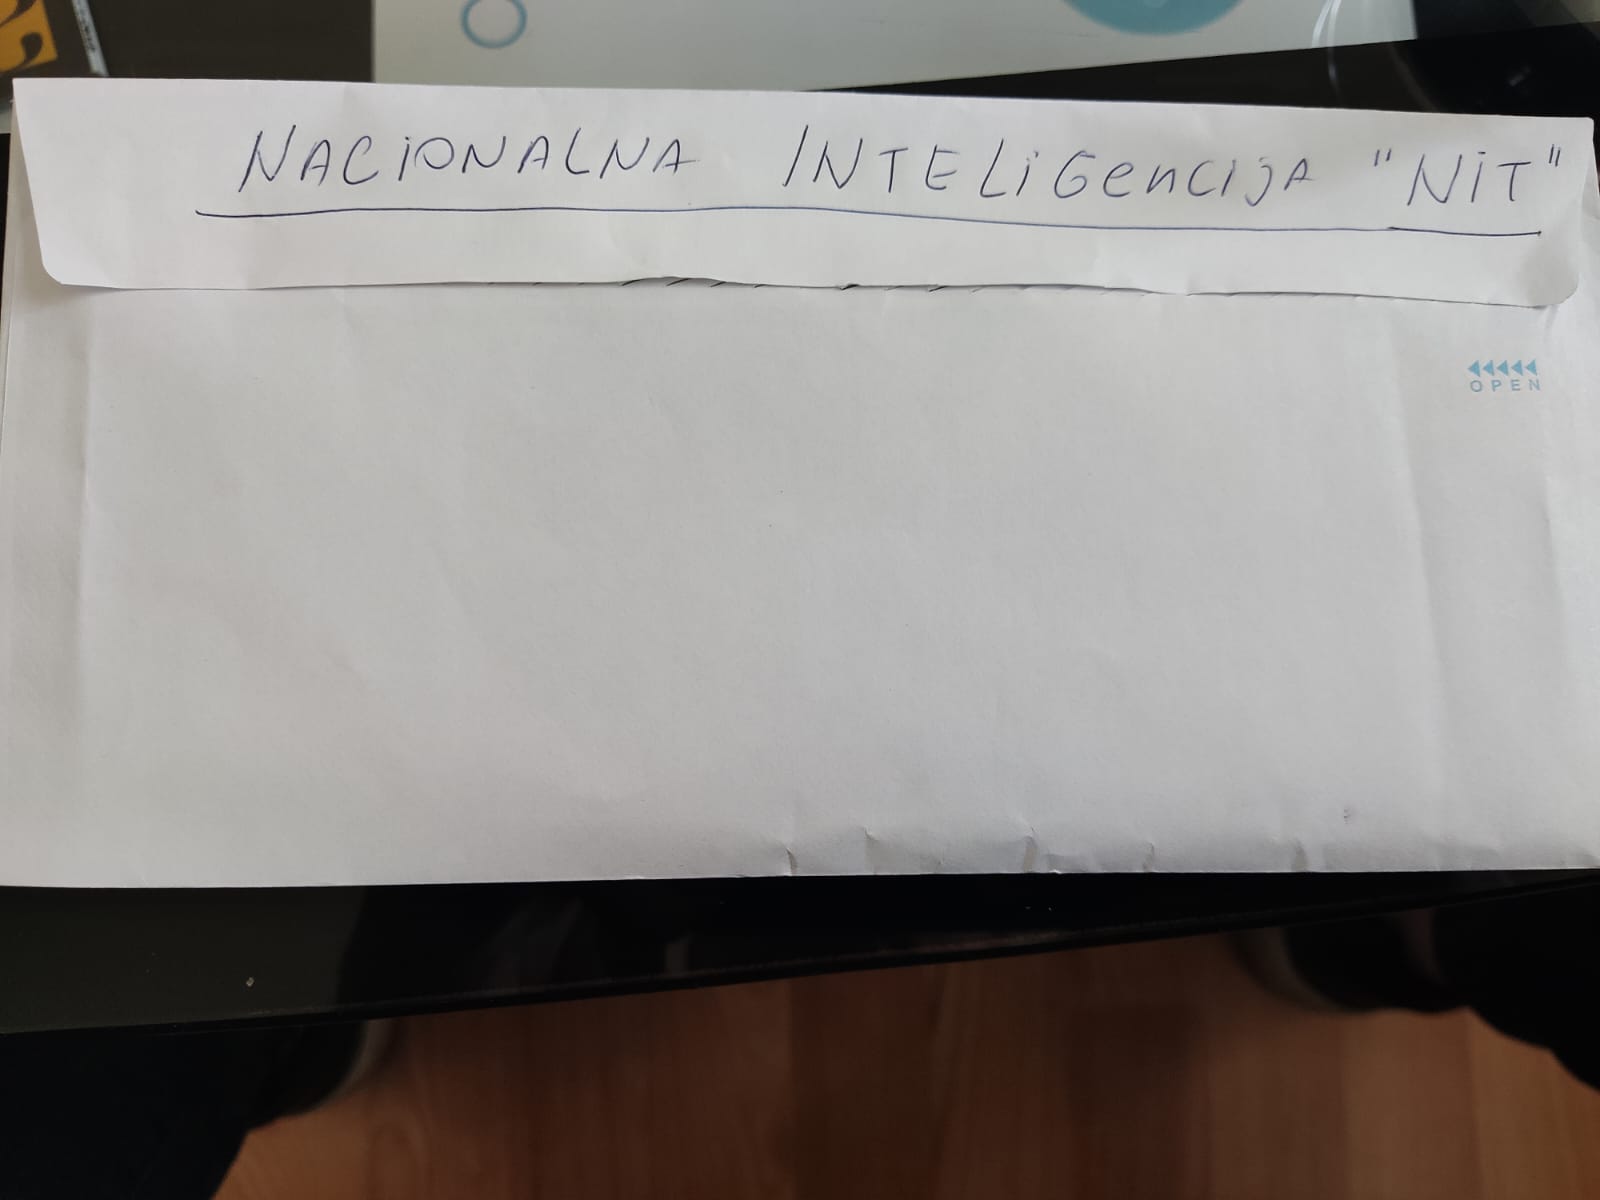 NACiONALNA INTELiGenciJA "NiT"
OPEN